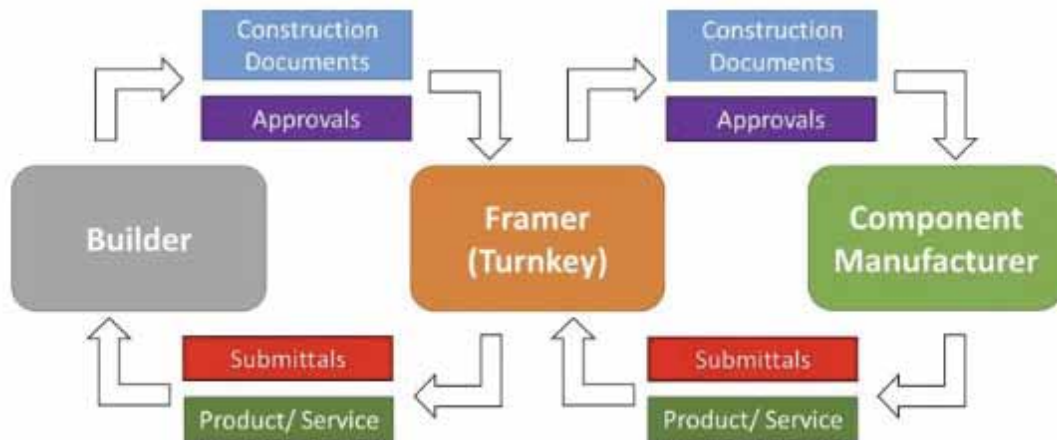 Construction
Documents
Approvals
Construction
Documents
Approvals
Builder
Framer
(Turnkey)
Component
Manufacturer
Submittals
Product/ Service
Submittals
Product/ Service